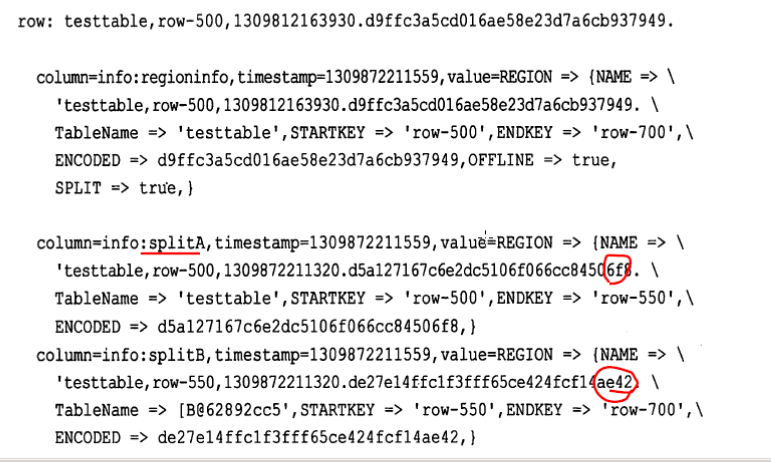 row: testtable,row-500,1309812163930.d9ffc3a5cd016ae58e23d7a6cb937949.
column=info:regioninfo,timestamp=1309872211559,value=REGION => {NAME => \
'testtable,row-500,1309812163930.d9ffc3a5cd016ae58e23d7a6cb937949. \
TableName => 'testtable',STARTKEY => 'row-500',ENDKEY => 'row-700',\
ENCODED => d9ffc3a5cd016ae58e23d7a6cb937949,OFFLINE => true,
SPLIT => true,}
column=info:splitA,timestamp=1309872211559,value=REGION => {NAME => \
'testtable,row-500,1309872211320.d5a127167c6e2dc5106f066cc84506f8. \
TableName => 'testtable',STARTKEY => 'row-500',ENDKEY => 'row-550',\
ENCODED => d5a127167c6e2dc5106f066cc84506f8,}
column=info:splitB,timestamp=1309872211559,value=REGION => {NAME => \
'testtable,row-550,1309872211320.de27e14ffc1f3fff65ce424fcf14ae42. \
TableName => [B@62892cc5',STARTKEY => 'row-550',ENDKEY => 'row-700',\
ENCODED => de27e14ffc1f3fff65ce424fcf14ae42,}